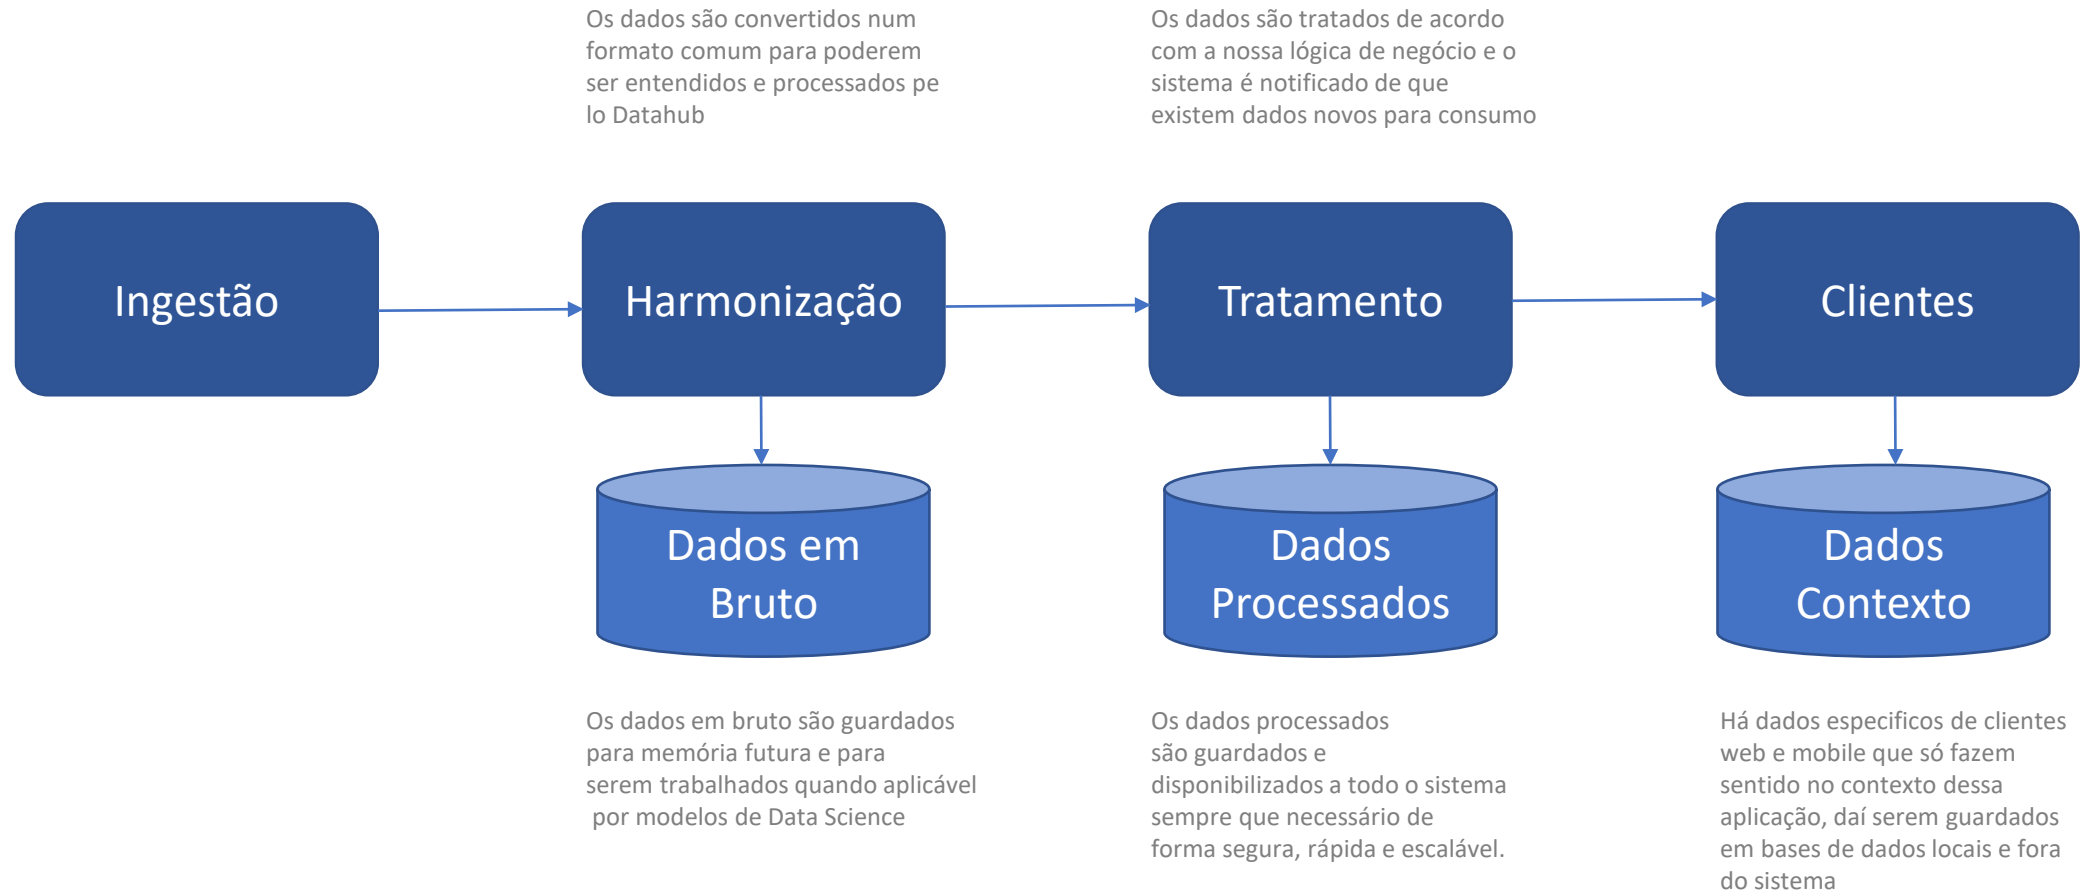 Os dados são convertidos num
formato comum para poderem
ser entendidos e processados pe
lo Datahub
Os dados são tratados de acordo
com a nossa lógica de negócio e o
sistema é notificado de que
existem dados novos para consumo
Ingestão
Harmonização
Tratamento
Clientes
Dados em
Bruto
Dados
Processados
Dados
Contexto
Os dados em bruto são guardados
para memória futura e para
serem trabalhados quando aplicável
por modelos de Data Science
Os dados processados
são guardados e
disponibilizados a todo o sistema
sempre que necessário de
forma segura, rápida e escalável.
Há dados especificos de clientes
web e mobile que só fazem
sentido no contexto dessa
aplicação, daí serem guardados
em bases de dados locais e fora
do sistema